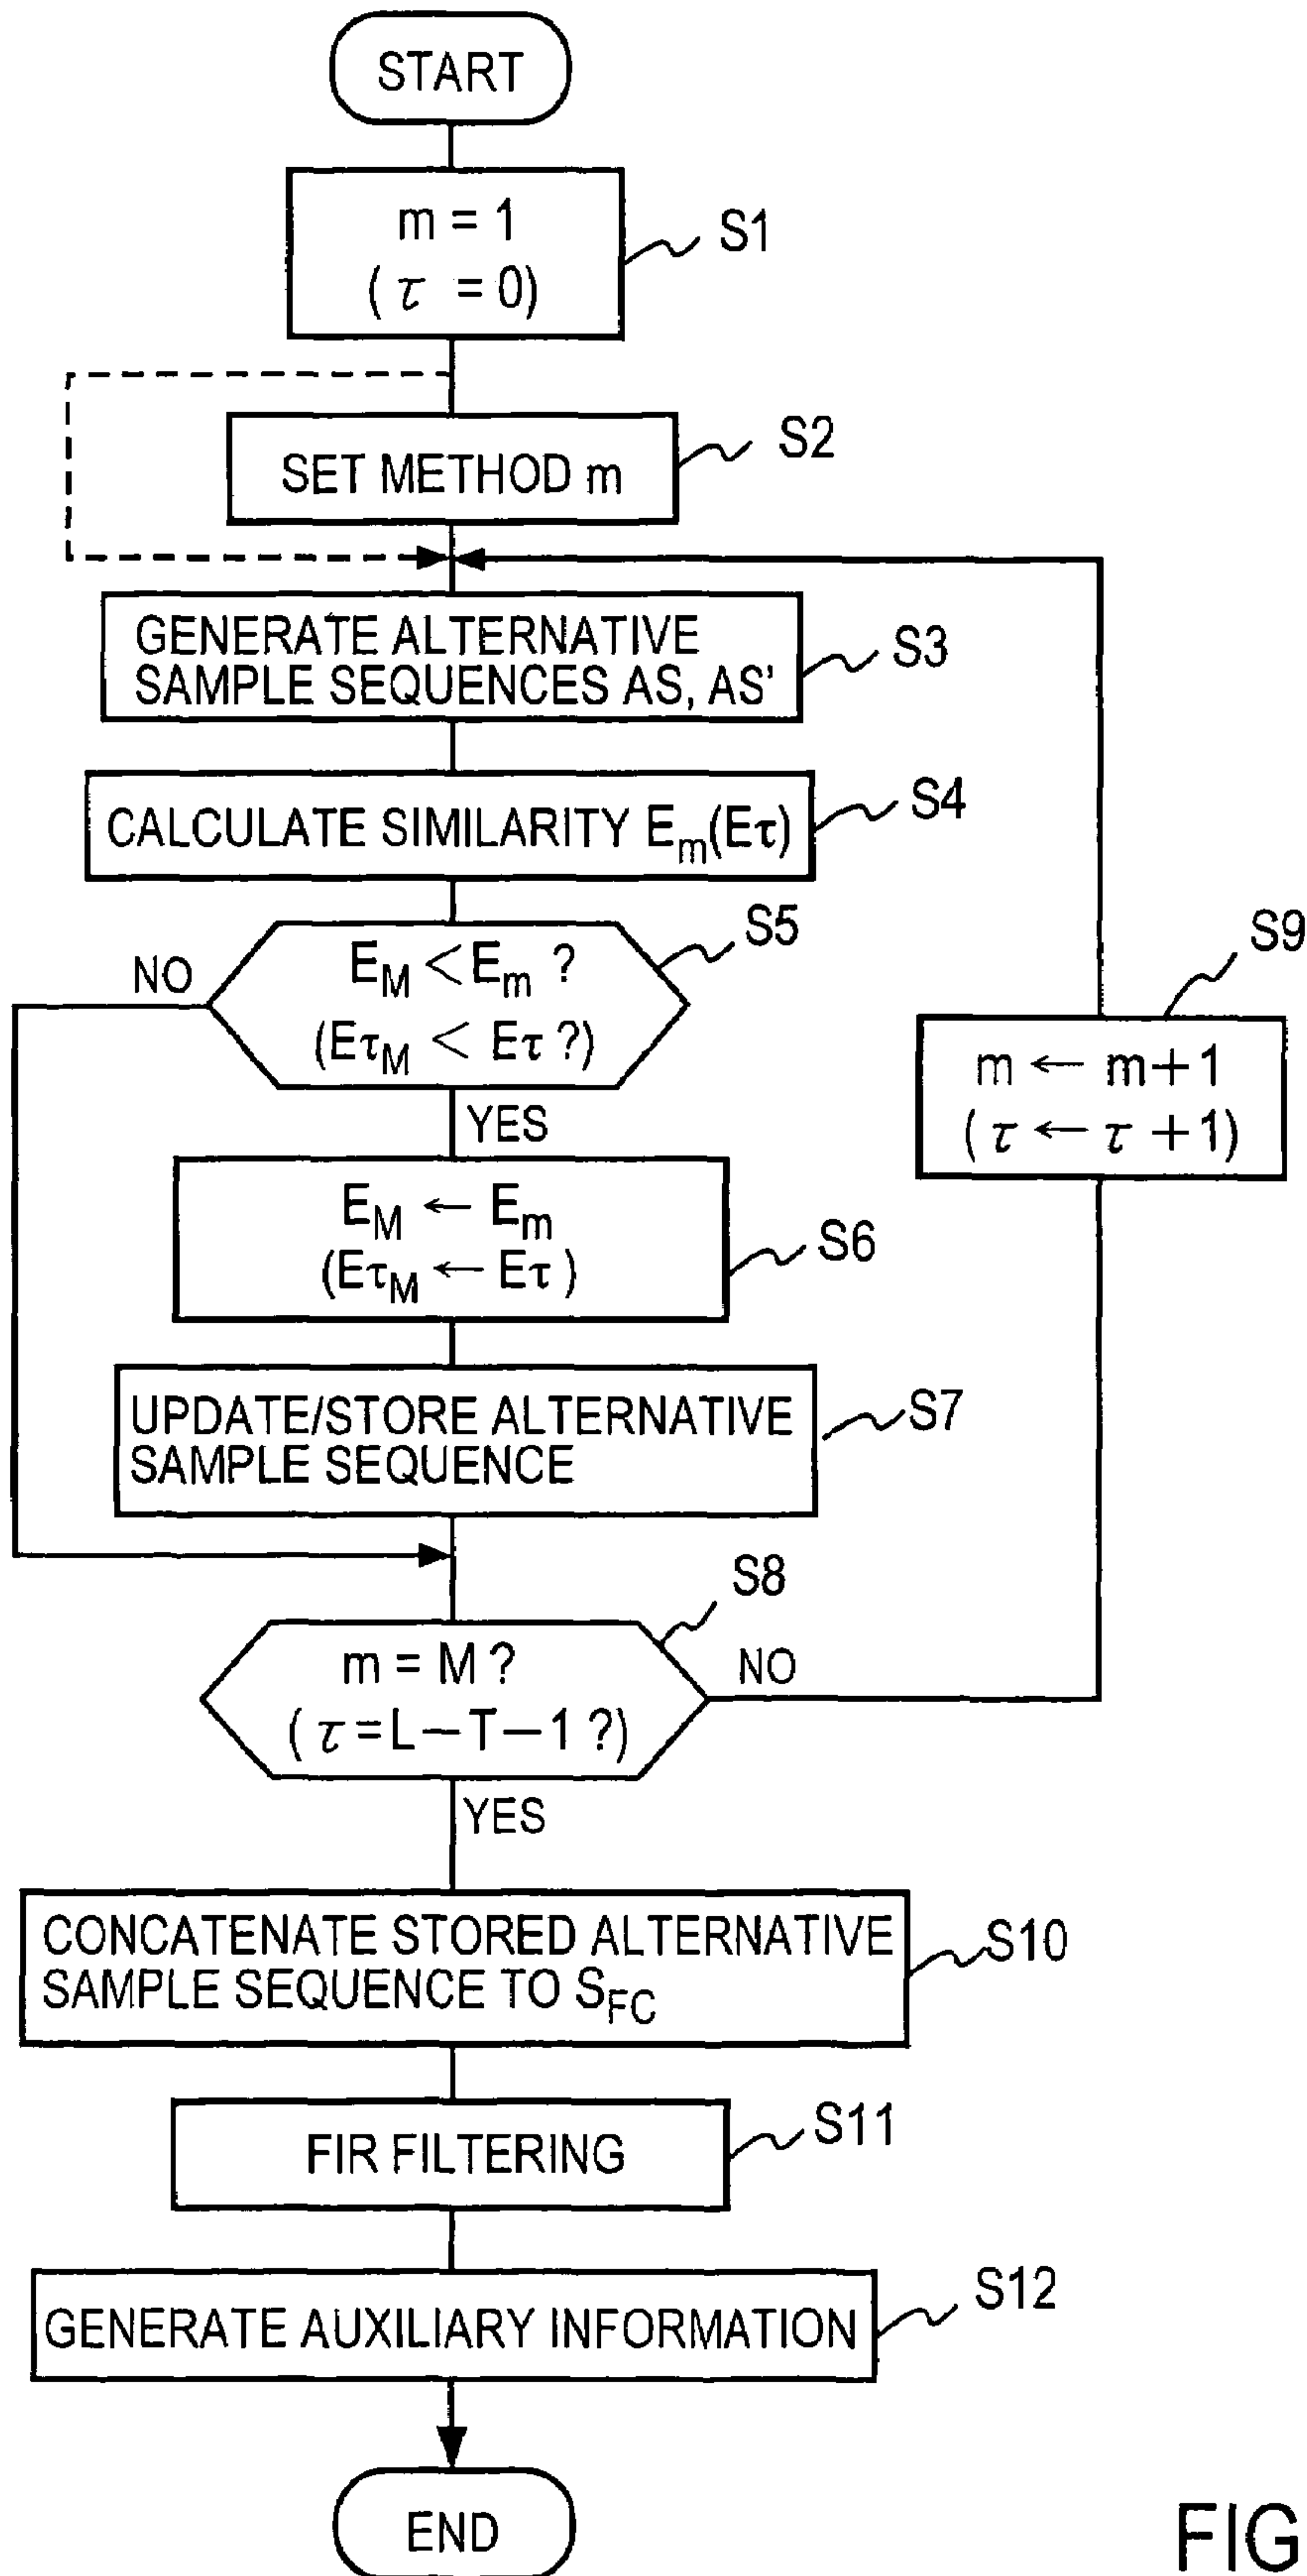 START
m = 1
( τ = 0)
S1
SET METHOD m
S2
GENERATE ALTERNATIVE
SAMPLE SEQUENCES AS, AS'
S3
CALCULATE SIMILARITY Em(Eτ)
S4
EM < Em ?
(EτM < Eτ ?)
S5
NO
YES
EM ← Em
(EτM ← Eτ )
S6
UPDATE/STORE ALTERNATIVE
SAMPLE SEQUENCE
S7
m = M ?
( τ = L − T − 1 ?)
S8
NO
YES
m ← m + 1
( τ ← τ + 1)
S9
CONCATENATE STORED ALTERNATIVE
SAMPLE SEQUENCE TO SFC
S10
FIR FILTERING
S11
GENERATE AUXILIARY INFORMATION
S12
END
FIG